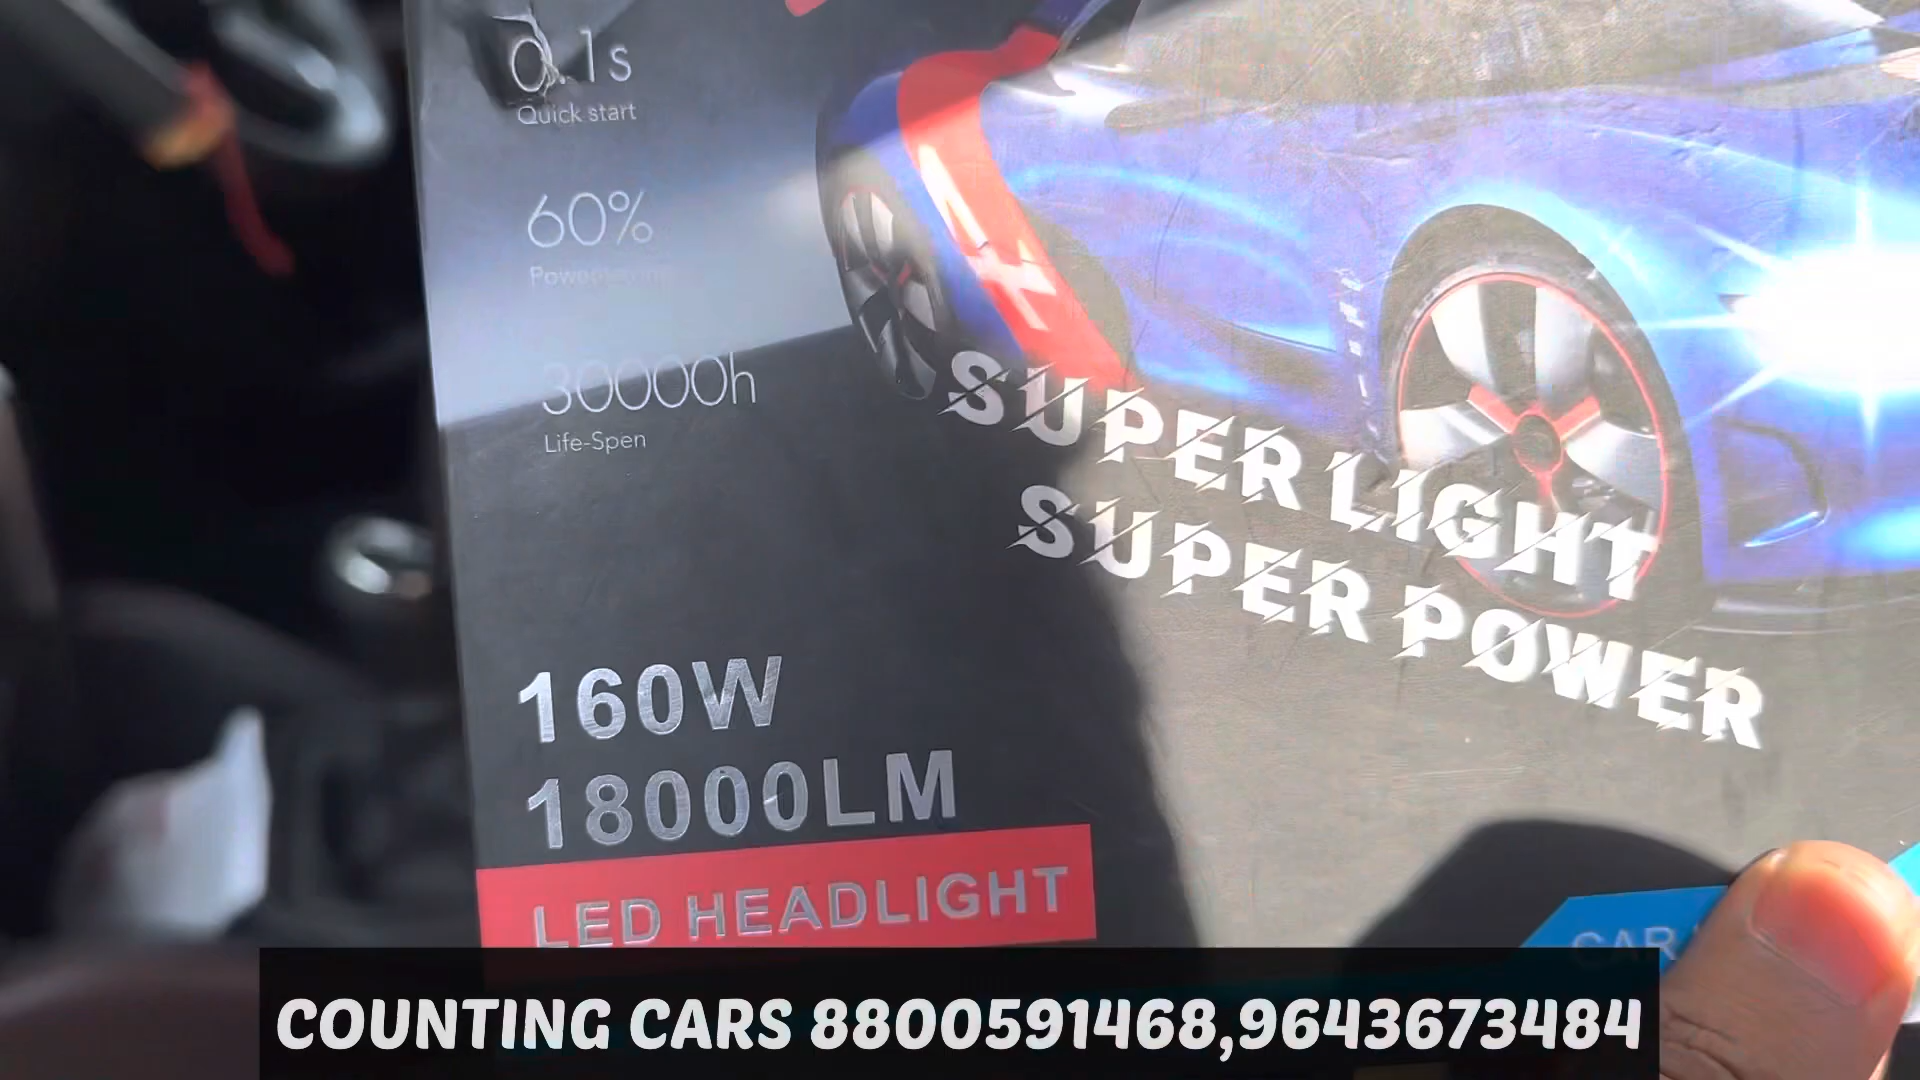 0.1s
Quick start
60%
30000h
Life-Spen
SUPER LIGHT
SUPER POWER
160W
18000LM
LED HEADLIGHT
CAR
COUNTING CARS 8800591468,9643673484